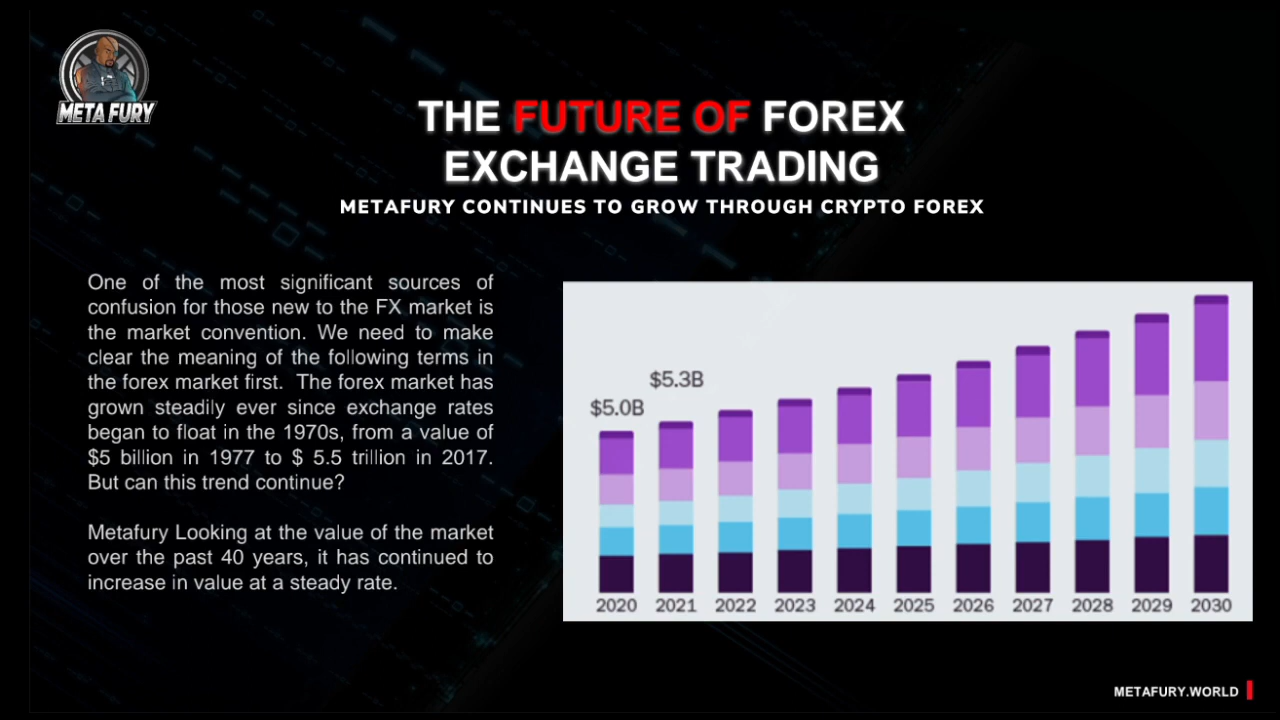 META FURY
THE FUTURE OF FOREX
EXCHANGE TRADING
METAFURY CONTINUES TO GROW THROUGH CRYPTO FOREX
One of the most significant sources of
confusion for those new to the FX market is
the market convention. We need to make
clear the meaning of the following terms in
the forex market first. The forex market has
grown steadily ever since exchange rates
began to float in the 1970s, from a value of
$5 billion in 1977 to $ 5.5 trillion in 2017.
But can this trend continue?
Metafury Looking at the value of the market
over the past 40 years, it has continued to
increase in value at a steady rate.
$5.0B
$5.3B
2020 2021 2022 2023 2024 2025 2026 2027 2028 2029 2030
METAFURY.WORLD